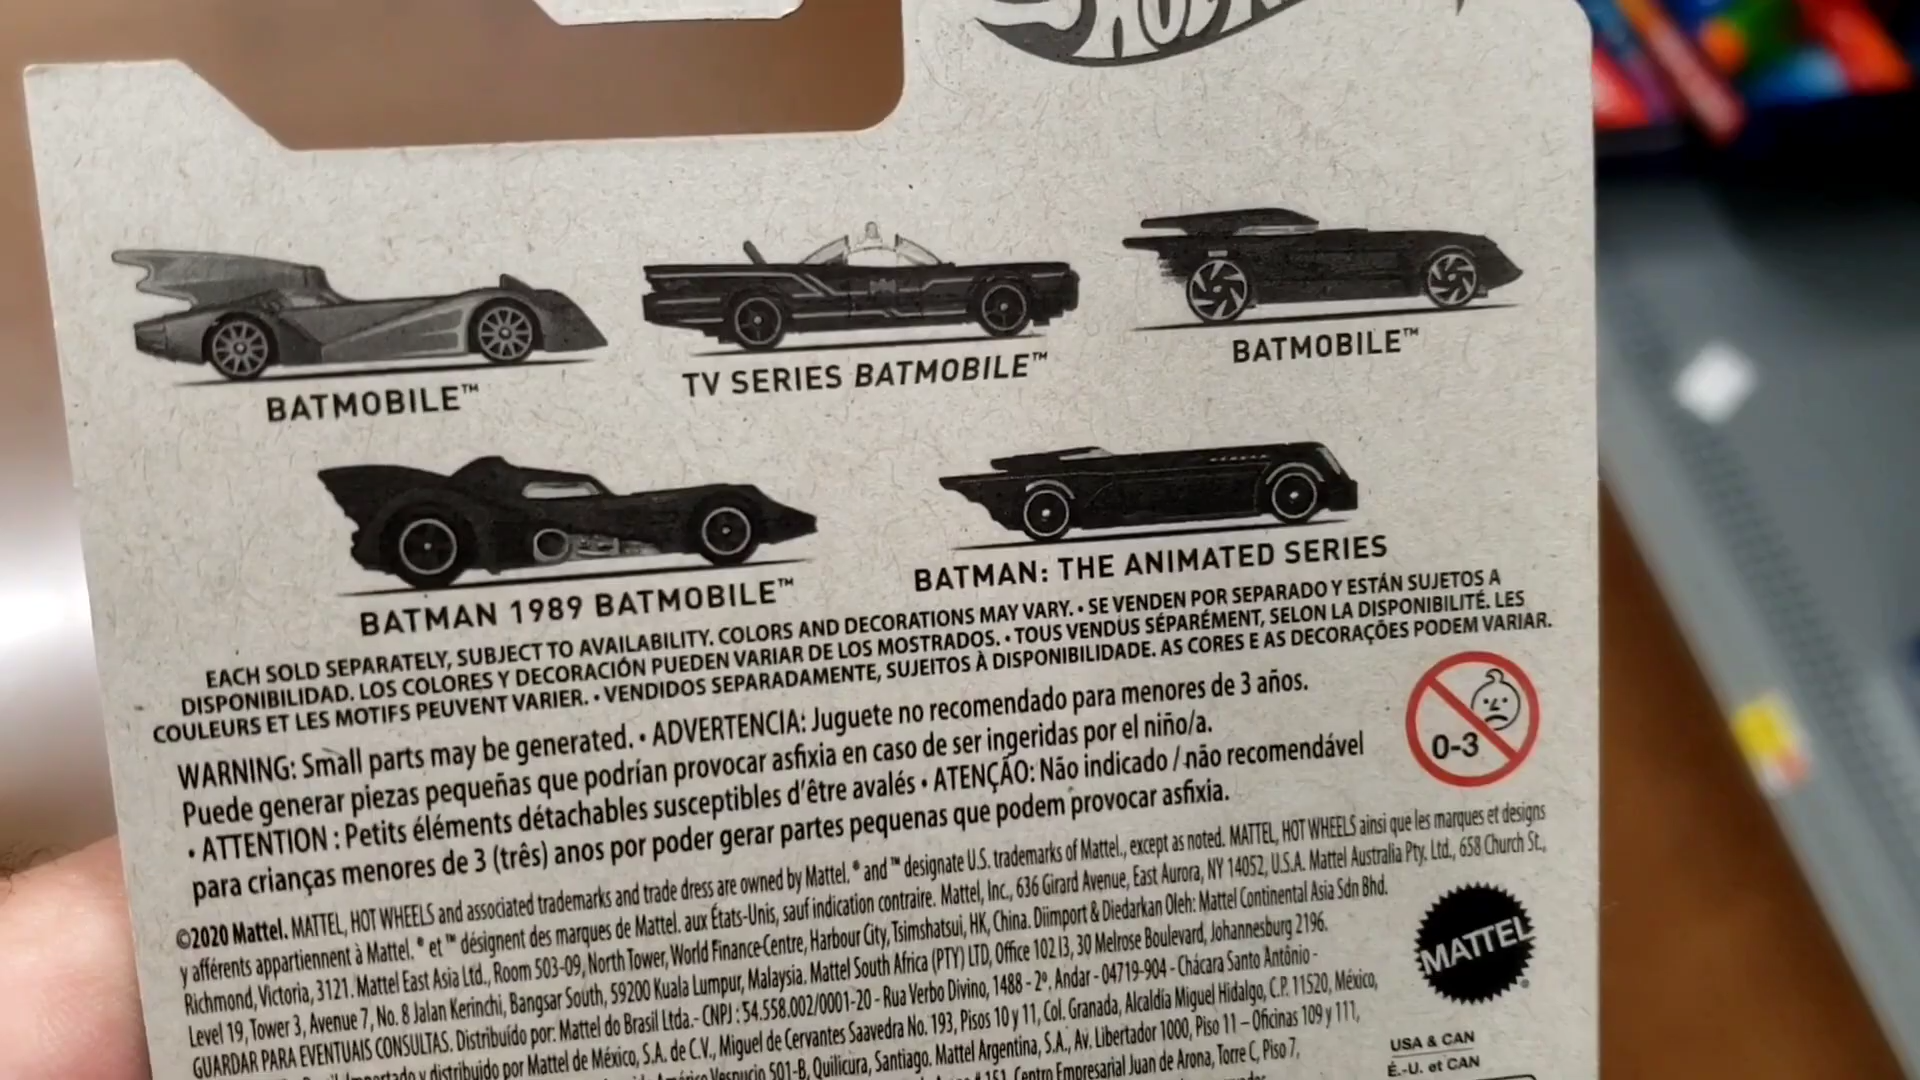 HOT WHEELS
BATMOBILE™
TV SERIES BATMOBILE™
BATMOBILE™
BATMAN 1989 BATMOBILE™
BATMAN: THE ANIMATED SERIES
EACH SOLD SEPARATELY, SUBJECT TO AVAILABILITY. COLORS AND DECORATIONS MAY VARY. • SE VENDEN POR SEPARADO Y ESTÁN SUJETOS A
DISPONIBILIDAD. LOS COLORES Y DECORACIÓN PUEDEN VARIAR DE LOS MOSTRADOS. • TOUS VENDUS SÉPARÉMENT, SELON LA DISPONIBILITÉ. LES
COULEURS ET LES MOTIFS PEUVENT VARIER. • VENDIDOS SEPARADAMENTE, SUJEITOS À DISPONIBILIDADE. AS CORES E AS DECORAÇÕES PODEM VARIAR.
WARNING: Small parts may be generated. • ADVERTENCIA: Juguete no recomendado para menores de 3 años.
Puede generar piezas pequeñas que podrían provocar asfixia en caso de ser ingeridas por el niño/a.
• ATTENTION : Petits éléments détachables susceptibles d'être avalés • ATENÇÃO: Não indicado / não recomendável
para crianças menores de 3 (três) anos por poder gerar partes pequenas que podem provocar asfixia.
0-3
©2020 Mattel. MATTEL, HOT WHEELS and associated trademarks and trade dress are owned by Mattel. ® and ™ designate U.S. trademarks of Mattel., except as noted. MATTEL, HOT WHEELS ainsi que les marques et designs
y afférents appartiennent à Mattel. ® et ™ désignent des marques de Mattel. aux États-Unis, sauf indication contraire. Mattel, Inc., 636 Girard Avenue, East Aurora, NY 14052, U.S.A. Mattel Australia Pty. Ltd., 658 Church St.,
Richmond, Victoria, 3121. Mattel East Asia Ltd., Room 503-09, North Tower, World Finance Centre, Harbour City, Tsimshatsui, HK, China. Diimport & Diedarkan Oleh: Mattel Continental Asia Sdn Bhd.
Level 19, Tower 3, Avenue 7, No. 8 Jalan Kerinchi, Bangsar South, 59200 Kuala Lumpur, Malaysia. Mattel South Africa (PTY) LTD, Office 102 I3, 30 Melrose Boulevard, Johannesburg 2196.
GUARDAR PARA EVENTUAIS CONSULTAS. Distribuído por: Mattel do Brasil Ltda.- CNPJ : 54.558.002/0001-20 - Rua Verbo Divino, 1488 - 2º. Andar - 04719-904 - Chácara Santo Antônio -
y distribuido por Mattel de México, S.A. de C.V., Miguel de Cervantes Saavedra No. 193, Pisos 10 y 11, Col. Granada, Alcaldía Miguel Hidalgo, C.P. 11520, México,
501-B, Quilicura, Santiago. Mattel Argentina, S.A., Av. Libertador 1000, Piso 11 – Oficinas 109 y 111,
Centro Empresarial Juan de Arona, Torre C, Piso 7,
MATTEL
USA & CAN
É.-U. et CAN